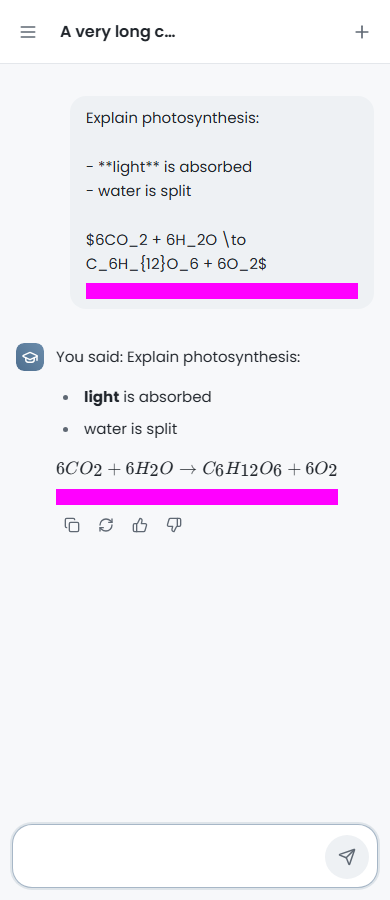 A very long c...
Explain photosynthesis:
- **light** is absorbed
- water is split
$6CO_2 + 6H_2O \to
C_6H_{12}O_6 + 6O_2$
You said: Explain photosynthesis:
• light is absorbed
• water is split
6CO₂ + 6H₂O → C₆H₁₂O₆ + 6O₂